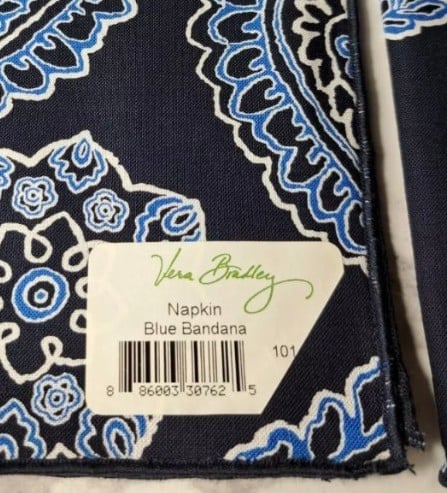 Vera Bradley
Napkin
Blue Bandana
101
8 86003 30762 5